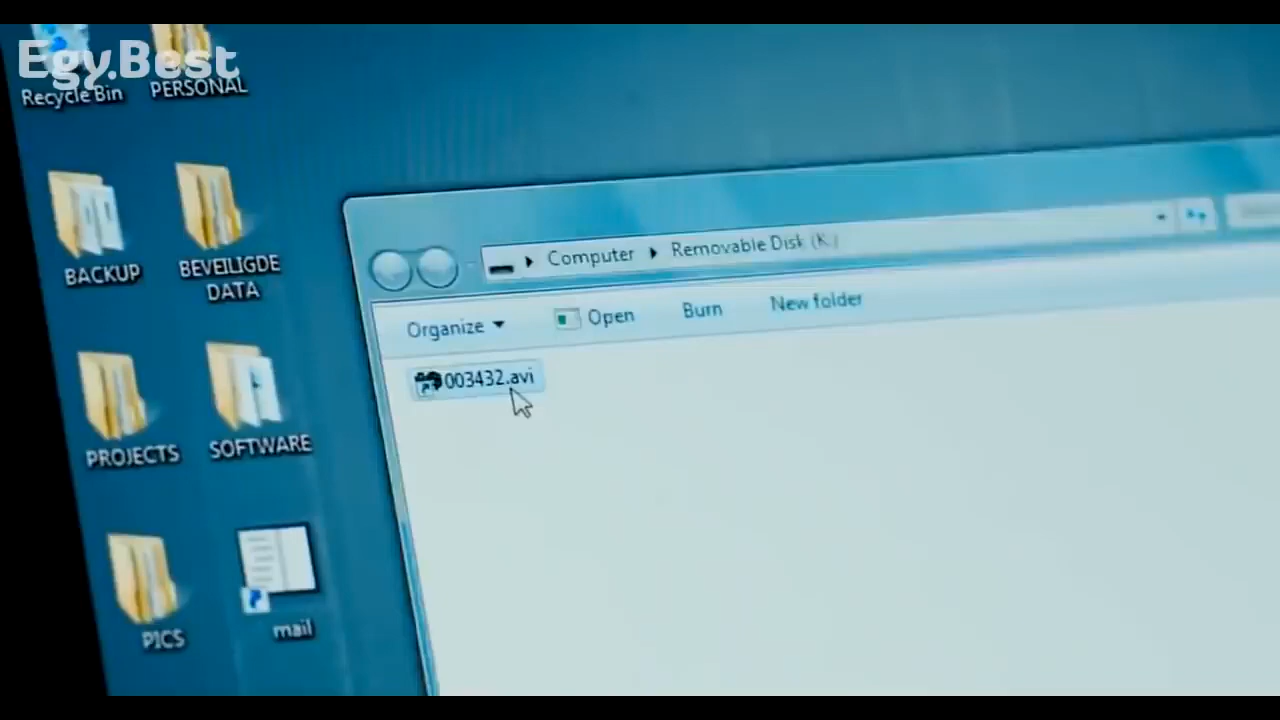 Egy.Best
Recycle Bin
PERSONAL
BACKUP
BEVEILIGDE
DATA
PROJECTS
SOFTWARE
PICS
mail
Computer
Removable Disk (K:)
Organize
Open
Burn
New folder
003432.avi